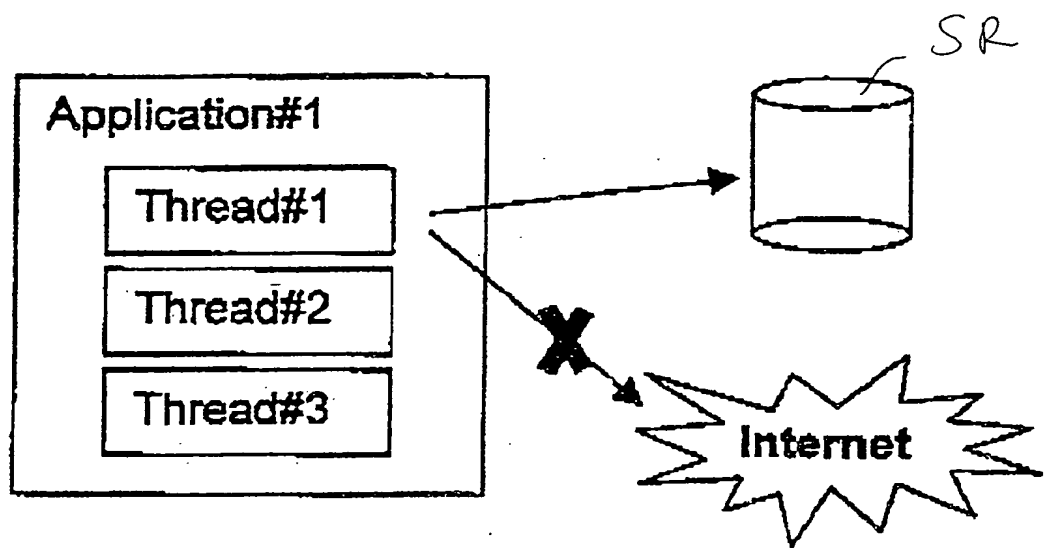 SR
Application#1
Thread#1
Thread#2
Thread#3
Internet